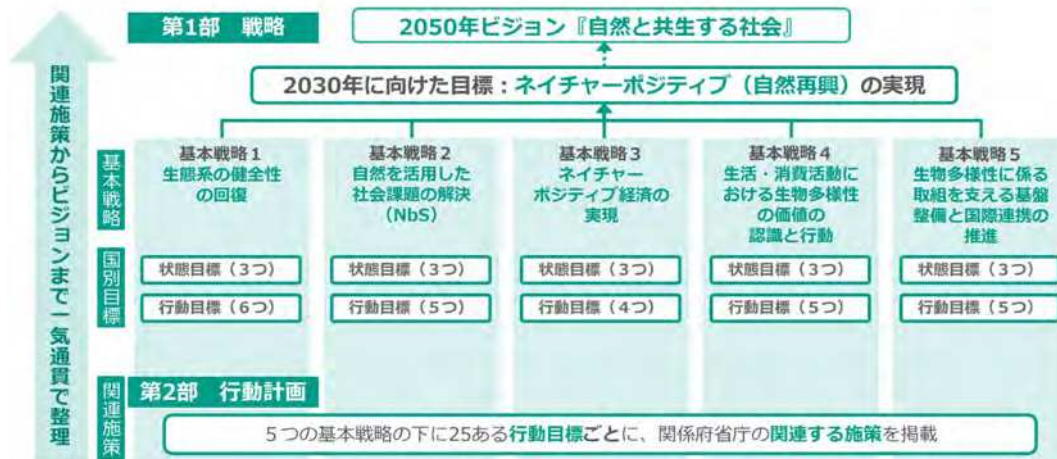 第1部 戦略
2050年ビジョン『自然と共生する社会』
2030年に向けた目標：ネイチャーポジティブ（自然再興）の実現
関連施策からビジョンまで一気通貫で整理
基本戦略
基本戦略1
生態系の健全性
の回復
基本戦略2
自然を活用した
社会課題の解決
（NbS）
基本戦略3
ネイチャー
ポジティブ経済の
実現
基本戦略4
生活・消費活動に
おける生物多様性
の価値の
認識と行動
基本戦略5
生物多様性に係る
取組を支える基盤
整備と国際連携の
推進
国別目標
状態目標（3つ）
状態目標（3つ）
状態目標（3つ）
状態目標（3つ）
状態目標（3つ）
行動目標（6つ）
行動目標（5つ）
行動目標（4つ）
行動目標（5つ）
行動目標（5つ）
関連施策
第2部 行動計画
5つの基本戦略の下に25ある行動目標ごとに、関係府省庁の関連する施策を掲載